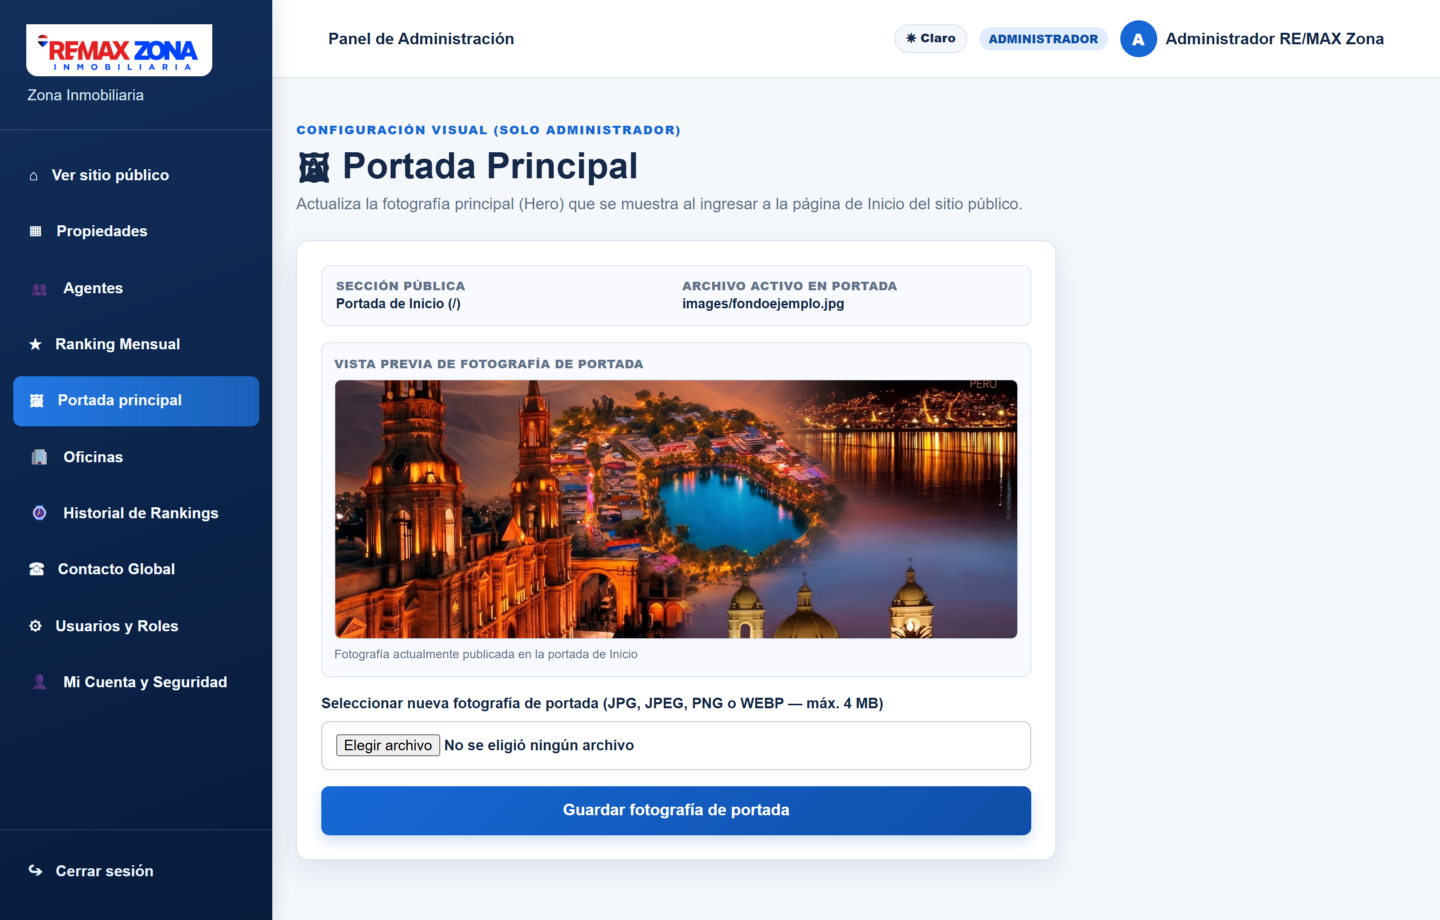 REMAX ZONA
INMOBILIARIA
Zona Inmobiliaria
Ver sitio público
Propiedades
Agentes
Ranking Mensual
Portada principal
Oficinas
Historial de Rankings
Contacto Global
Usuarios y Roles
Mi Cuenta y Seguridad
Cerrar sesión
Panel de Administración
Claro
ADMINISTRADOR
A
Administrador RE/MAX Zona
CONFIGURACIÓN VISUAL (SOLO ADMINISTRADOR)
Portada Principal
Actualiza la fotografía principal (Hero) que se muestra al ingresar a la página de Inicio del sitio público.
SECCIÓN PÚBLICA
Portada de Inicio (/)
ARCHIVO ACTIVO EN PORTADA
images/fondoejemplo.jpg
VISTA PREVIA DE FOTOGRAFÍA DE PORTADA
PERU
Fotografía actualmente publicada en la portada de Inicio
Seleccionar nueva fotografía de portada (JPG, JPEG, PNG o WEBP — máx. 4 MB)
Elegir archivo No se eligió ningún archivo
Guardar fotografía de portada